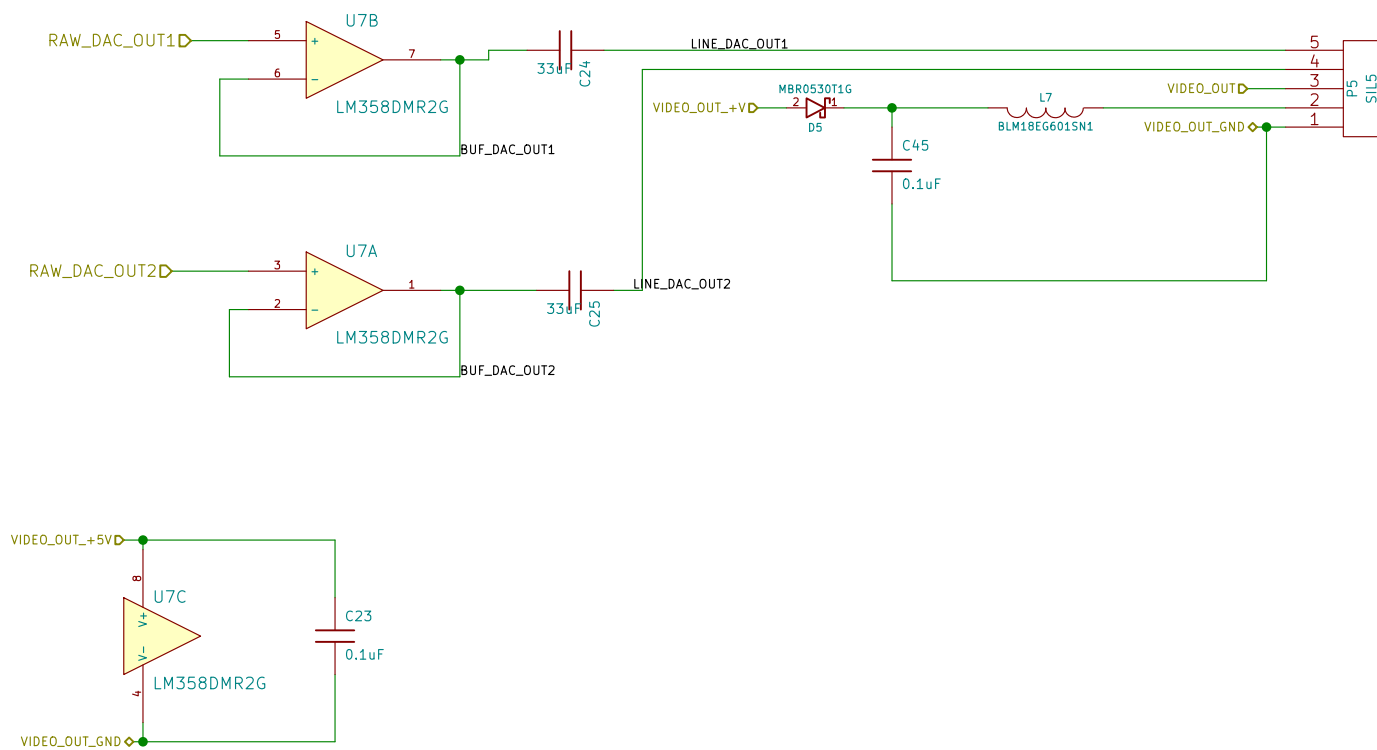 U7B
RAW_DAC_OUT1
5
+
7
6
−
LM358DMR2G
BUF_DAC_OUT1
33uF
C24
LINE_DAC_OUT1
5
4
3
2
1
P5
SIL5
VIDEO_OUT
MBR0530T1G
VIDEO_OUT_+V
2
1
D5
L7
BLM18EG601SN1
VIDEO_OUT_GND
C45
0.1uF
U7A
RAW_DAC_OUT2
3
+
1
2
−
LM358DMR2G
BUF_DAC_OUT2
33uF
C25
LINE_DAC_OUT2
VIDEO_OUT_+5V
8
U7C
V+
V-
LM358DMR2G
4
C23
0.1uF
VIDEO_OUT_GND